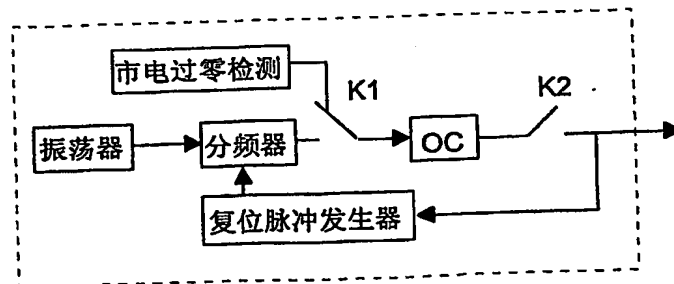 市电过零检测
K1
K2
振荡器
分频器
OC
复位脉冲发生器